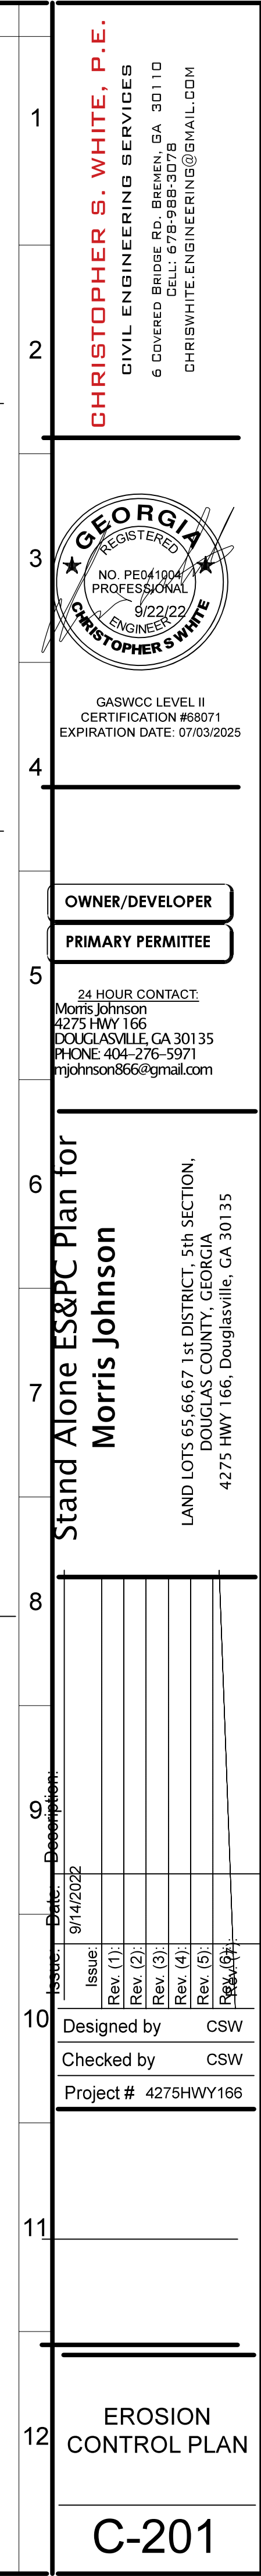 1
2
3
4
5
6
7
8
9
10
11
12
CHRISTOPHER S. WHITE, P.E.
CIVIL ENGINEERING SERVICES
6 COVERED BRIDGE RD. BREMEN, GA 30110
CELL: 678-988-3078
CHRISWHITE.ENGINEERING@GMAIL.COM
GEORGIA
REGISTERED
NO. PE041004
PROFESSIONAL
9/22/22
ENGINEER
CHRISTOPHER S WHITE
GASWCC LEVEL II
CERTIFICATION #68071
EXPIRATION DATE: 07/03/2025
OWNER/DEVELOPER
PRIMARY PERMITTEE
24 HOUR CONTACT:
Morris Johnson
4275 HWY 166
DOUGLASVILLE, GA 30135
PHONE: 404-276-5971
mjohnson866@gmail.com
Stand Alone ES&PC Plan for
Morris Johnson
LAND LOTS 65,66,67 1st DISTRICT, 5th SECTION,
DOUGLAS COUNTY, GEORGIA
4275 HWY 166, Douglasville, GA 30135
Issue: Date: Description:
9/14/2022
Issue:
Rev. (1):
Rev. (2):
Rev. (3):
Rev. (4):
Rev. (5):
Rev. (6):
Rev. (7):
Designed by CSW
Checked by CSW
Project # 4275HWY166
EROSION
CONTROL PLAN
C-201